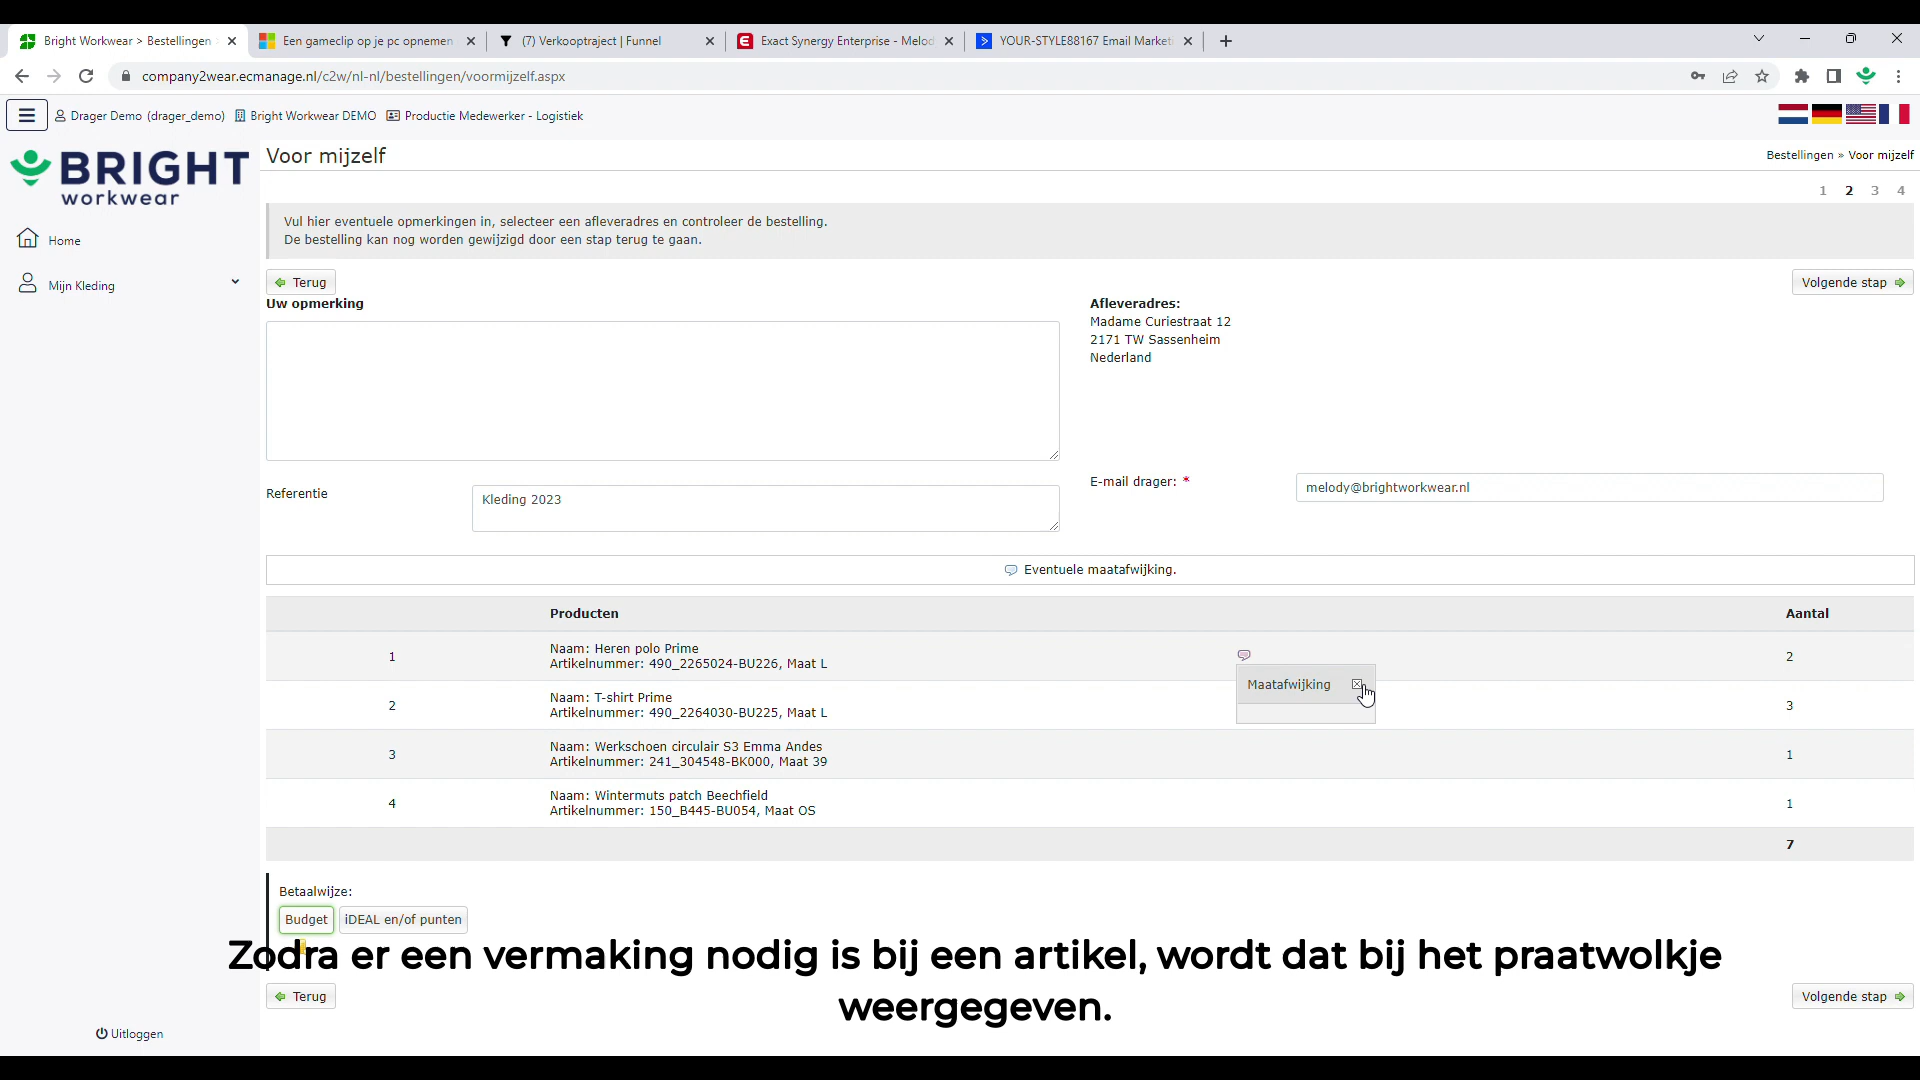 Bright Workwear > Bestellingen
Een gameclip op je pc opnemen
(7) Verkooptraject | Funnel
Exact Synergy Enterprise - Melod
YOUR-STYLE88167 Email Market
company2wear.ecmanage.nl/c2w/nl-nl/bestellingen/voormijzelf.aspx
Drager Demo (drager_demo) Bright Workwear DEMO Productie Medewerker - Logistiek
BRIGHT
workwear
Voor mijzelf
Bestellingen » Voor mijzelf
1 2 3 4
Vul hier eventuele opmerkingen in, selecteer een afleveradres en controleer de bestelling.
De bestelling kan nog worden gewijzigd door een stap terug te gaan.
Home
Mijn Kleding
Terug
Volgende stap
Uw opmerking
Afleveradres:
Madame Curiestraat 12
2171 TW Sassenheim
Nederland
E-mail drager: *
melody@brightworkwear.nl
Referentie
Kleding 2023
Eventuele maatafwijking.
Producten
Aantal
1
Naam: Heren polo Prime
Artikelnummer: 490_2265024-BU226, Maat L
2
Maatafwijking
2
Naam: T-shirt Prime
Artikelnummer: 490_2264030-BU225, Maat L
3
3
Naam: Werkschoen circulair S3 Emma Andes
Artikelnummer: 241_304548-BK000, Maat 39
1
4
Naam: Wintermuts patch Beechfield
Artikelnummer: 150_B445-BU054, Maat OS
1
7
Betaalwijze:
Budget
iDEAL en/of punten
Zodra er een vermaking nodig is bij een artikel, wordt dat bij het praatwolkje
weergegeven.
Terug
Volgende stap
Uitloggen